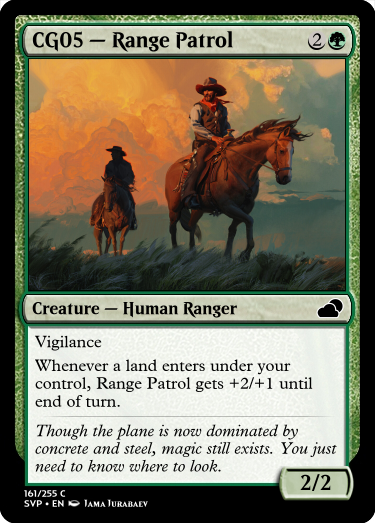 CG05 — Range Patrol 2
Creature — Human Ranger
Vigilance
Whenever a land enters under your
control, Range Patrol gets +2/+1 until
end of turn.
Though the plane is now dominated by
concrete and steel, magic still exists. You just
need to know where to look.
2/2
161/255 C
SVP • EN Jama Jurabaev